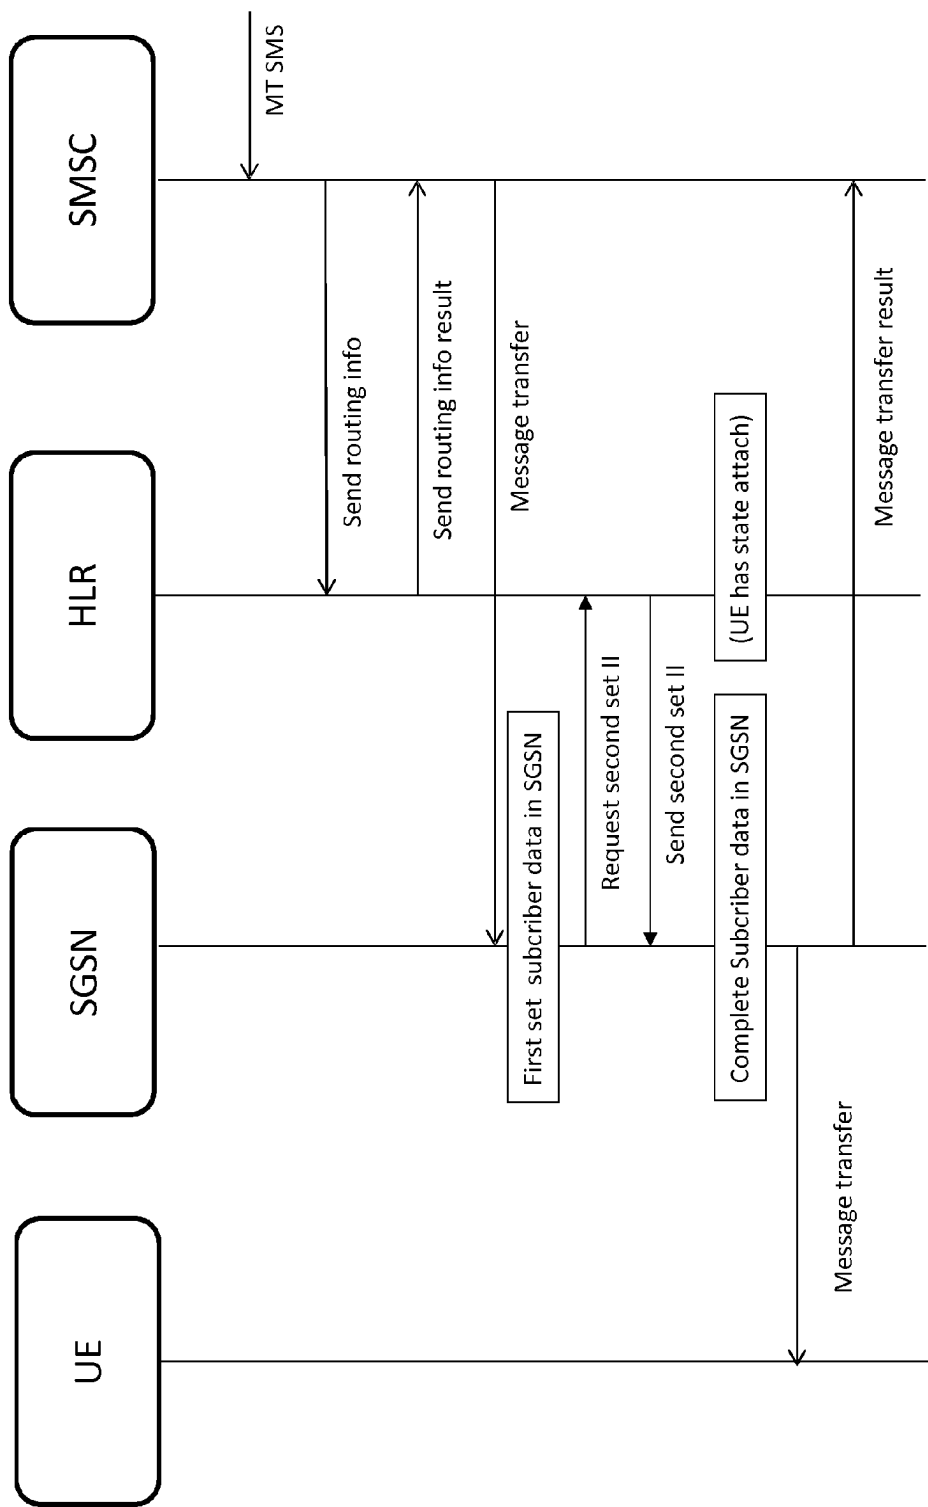 UE
SGSN
HLR
SMSC
MT SMS
Send routing info
Send routing info result
Message transfer
First set subcriber data in SGSN
Request second set II
Send second set II
Complete Subcriber data in SGSN
(UE has state attach)
Message transfer
Message transfer result